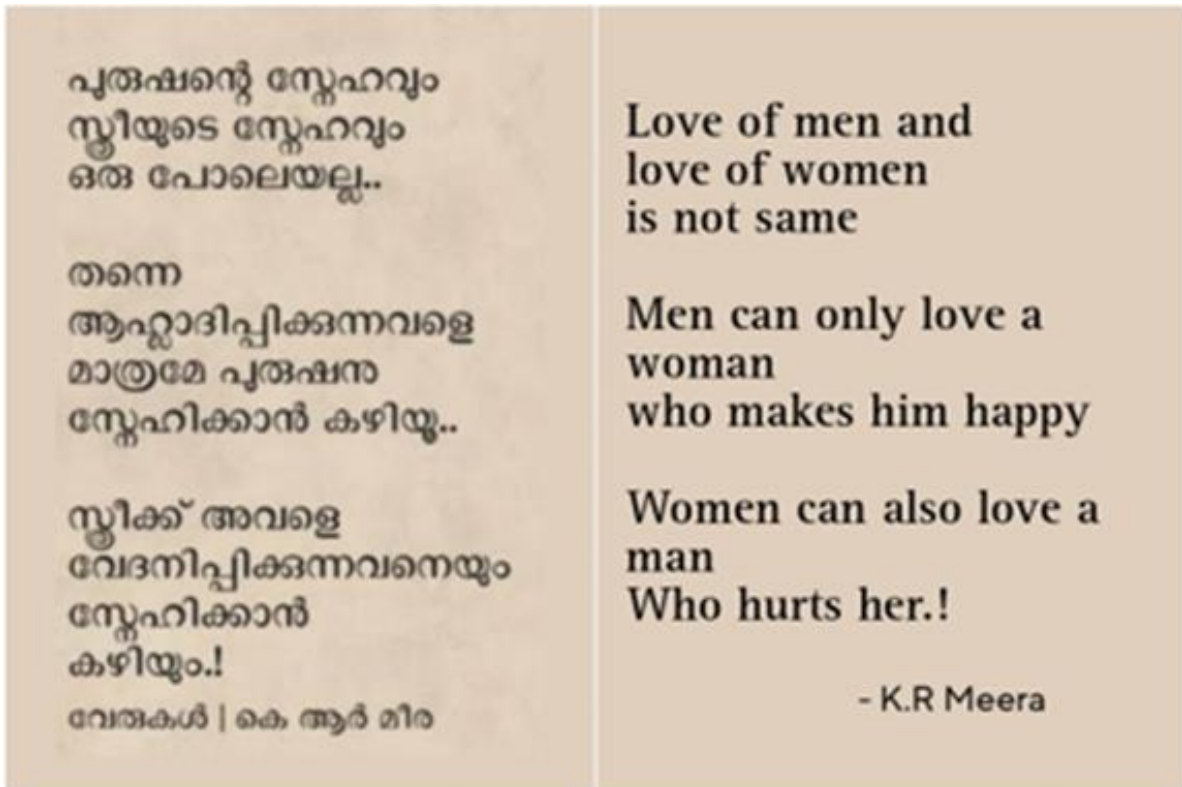 പുരുഷന്റെ സ്നേഹവും
സ്ത്രീയുടെ സ്നേഹവും
ഒരു പോലെയല്ല..
തന്നെ
ആഹ്ലാദിപ്പിക്കുന്നവളെ
മാത്രമേ പുരുഷനു
സ്നേഹിക്കാൻ കഴിയൂ..
സ്ത്രീക്ക് അവളെ
വേദനിപ്പിക്കുന്നവനെയും
സ്നേഹിക്കാൻ
കഴിയും.!
വേരുകൾ | കെ ആർ മീര
Love of men and
love of women
is not same
Men can only love a
woman
who makes him happy
Women can also love a
man
Who hurts her.!
- K.R Meera